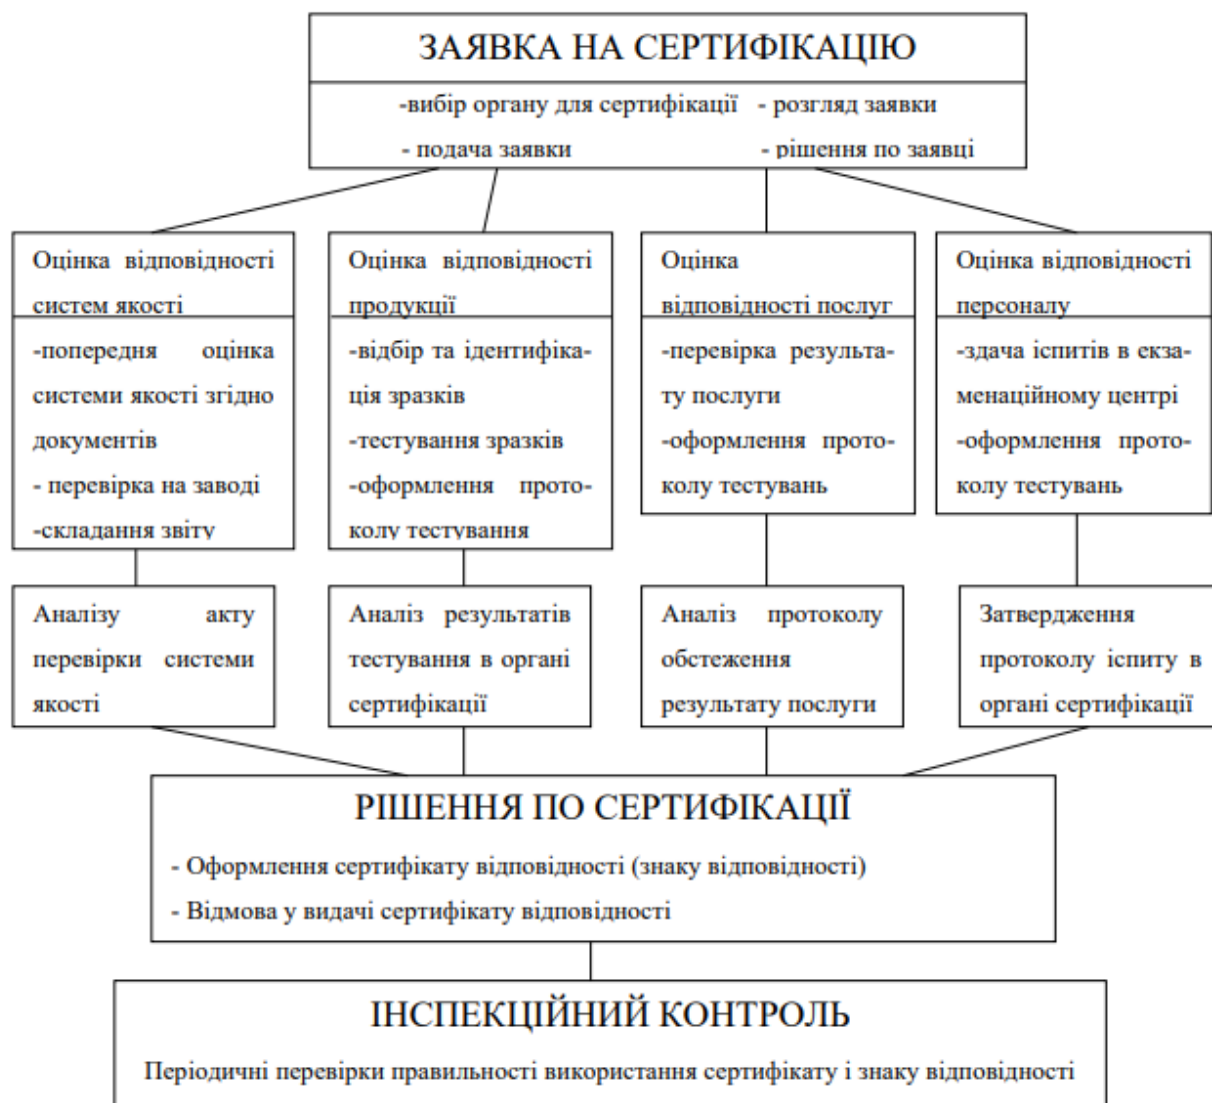 ЗАЯВКА НА СЕРТИФІКАЦІЮ
-вибір органу для сертифікації - розгляд заявки
- подача заявки - рішення по заявці
Оцінка відповідності
систем якості
-попередня оцінка
системи якості згідно
документів
- перевірка на заводі
-складання звіту
Оцінка відповідності
продукції
-відбір та ідентифіка-
ція зразків
-тестування зразків
-оформлення прото-
колу тестування
Оцінка
відповідності послуг
-перевірка результа-
ту послуги
-оформлення прото-
колу тестувань
Оцінка відповідності
персоналу
-здача іспитів в екза-
менаційному центрі
-оформлення прото-
колу тестувань
Аналізу акту
перевірки системи
якості
Аналіз результатів
тестування в органі
сертифікації
Аналіз протоколу
обстеження
результату послуги
Затвердження
протоколу іспиту в
органі сертифікації
РІШЕННЯ ПО СЕРТИФІКАЦІЇ
- Оформлення сертифікату відповідності (знаку відповідності)
- Відмова у видачі сертифікату відповідності
ІНСПЕКЦІЙНИЙ КОНТРОЛЬ
Періодичні перевірки правильності використання сертифікату і знаку відповідності